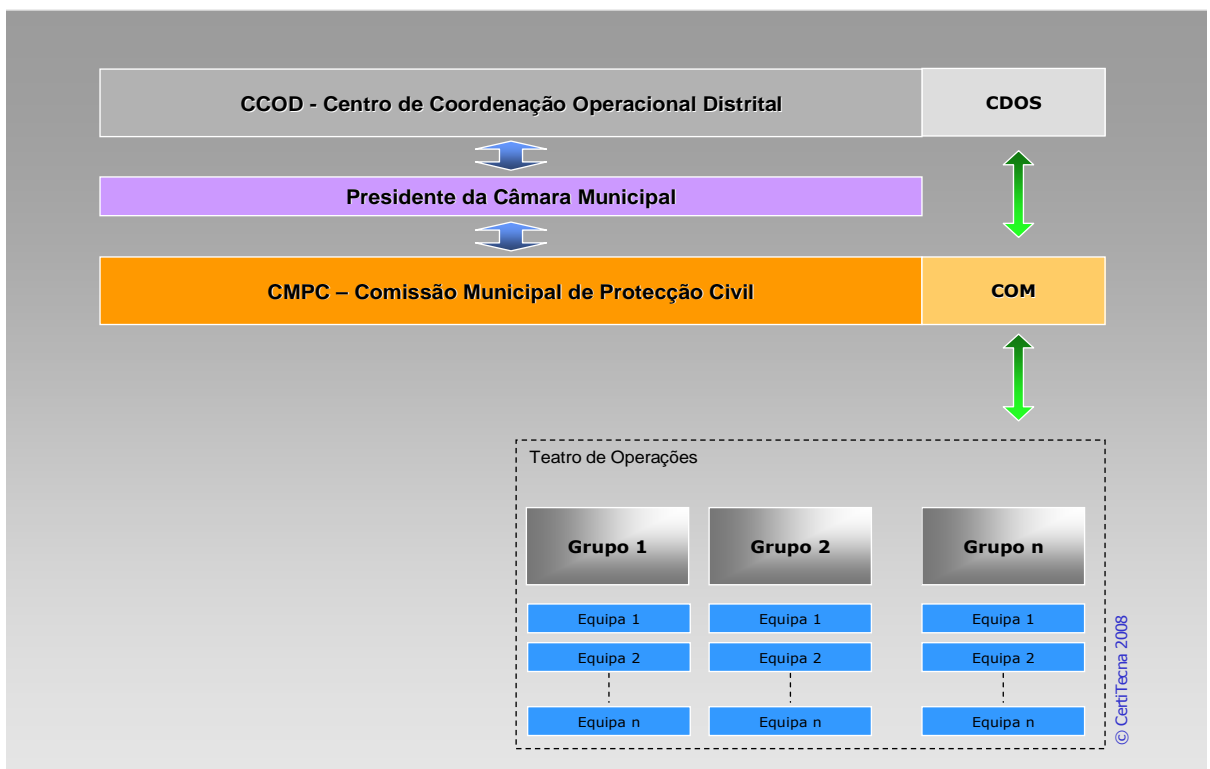 CCOD - Centro de Coordenação Operacional Distrital
CDOS
Presidente da Câmara Municipal
CMPC – Comissão Municipal de Protecção Civil
COM
Teatro de Operações
Grupo 1
Grupo 2
Grupo n
Equipa 1
Equipa 1
Equipa 1
Equipa 2
Equipa 2
Equipa 2
Equipa n
Equipa n
Equipa n
© CertiTecna 2008